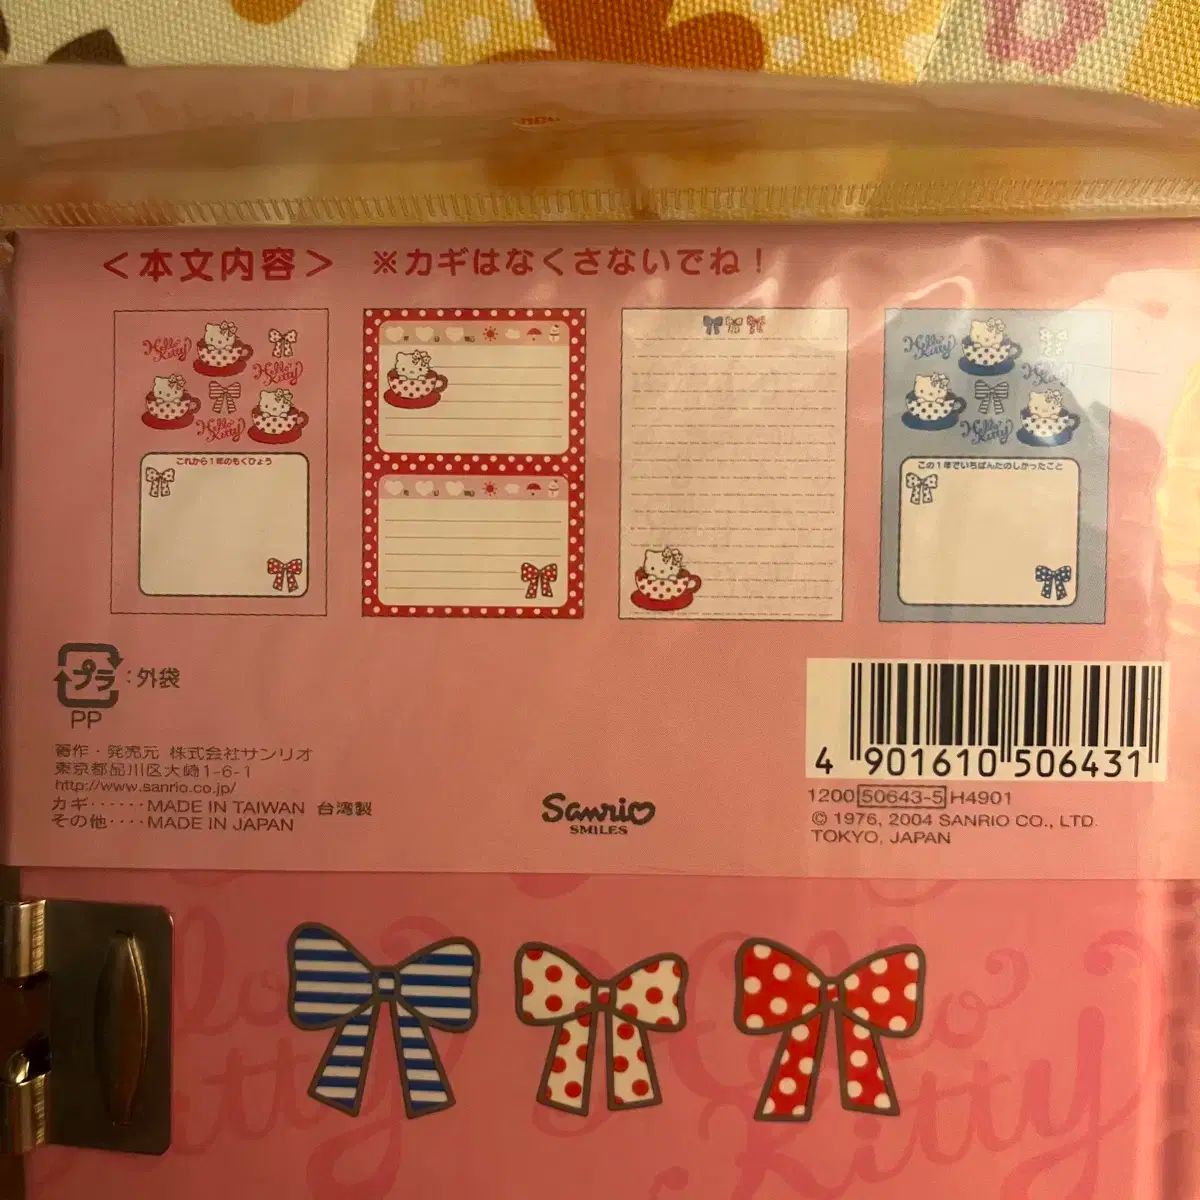 ＜本文内容＞ ※カギはなくさないでね！
Hello Kitty
Hello Kitty
Hello Kitty
これから1年のもくひょう
Hello Kitty
Hello Kitty
Hello Kitty
この1年でいちばんたのしかったこと
プラ :外袋
PP
著作・発売元 株式会社サンリオ
東京都品川区大崎1-6-1
http://www.sanrio.co.jp/
カギ‥‥‥MADE IN TAIWAN 台湾製
その他‥‥MADE IN JAPAN
Sanrio
SMILES
4 901610 506431
1200 50643-5 H4901
© 1976, 2004 SANRIO CO., LTD.
TOKYO, JAPAN
Hello Kitty
Hello Kitty